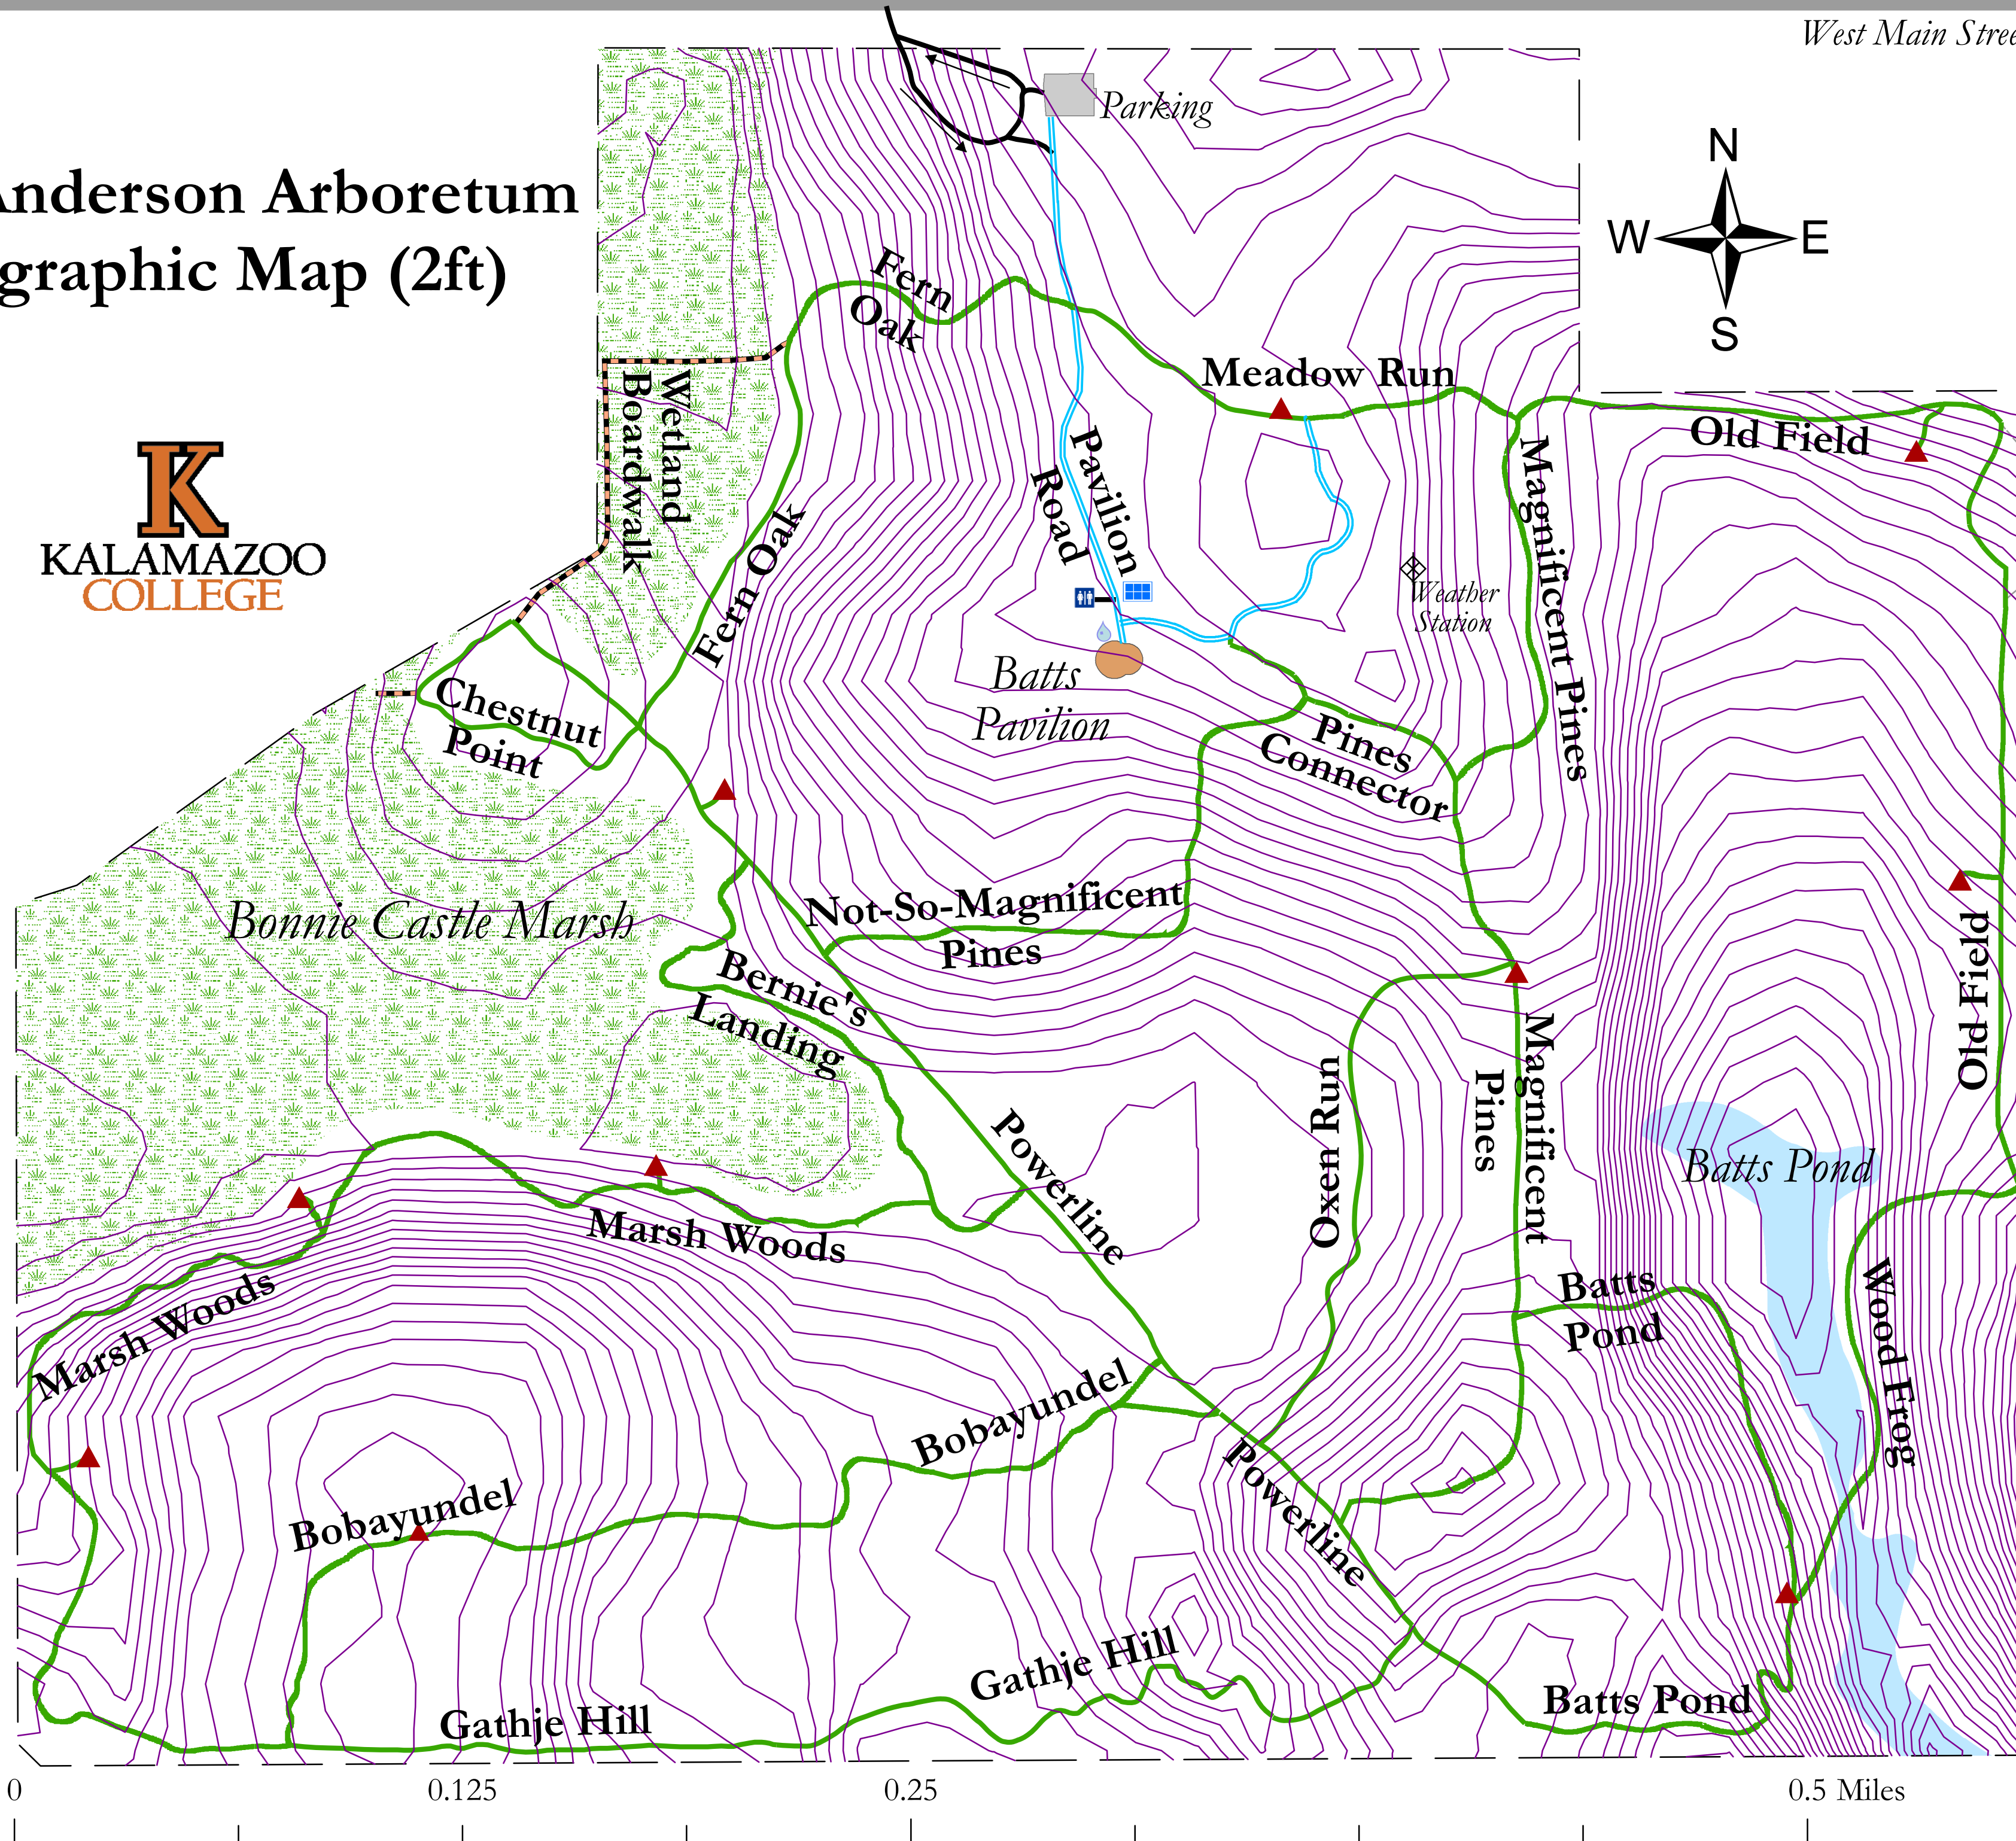 West Main Stree
Parking
Anderson Arboretum
graphic Map (2ft)
N
W
E
S
Fern
Oak
Meadow Run
Old Field
Wetland
Boardwalk
Pavilion
Road
Magnificent Pines
K
KALAMAZOO
COLLEGE
Fern Oak
Weather
Station
Batts
Pavilion
Chestnut
Point
Pines
Connector
Bonnie Castle Marsh
Not-So-Magnificent
Pines
Bernie's
Landing
Old Field
Oxen Run
Magnificent
Pines
Powerline
Batts Pond
Marsh Woods
Marsh Woods
Batts
Pond
Wood Frog
Bobayundel
Bobayundel
Powerline
Gathje Hill
Gathje Hill
Batts Pond
0
0.125
0.25
0.5 Miles